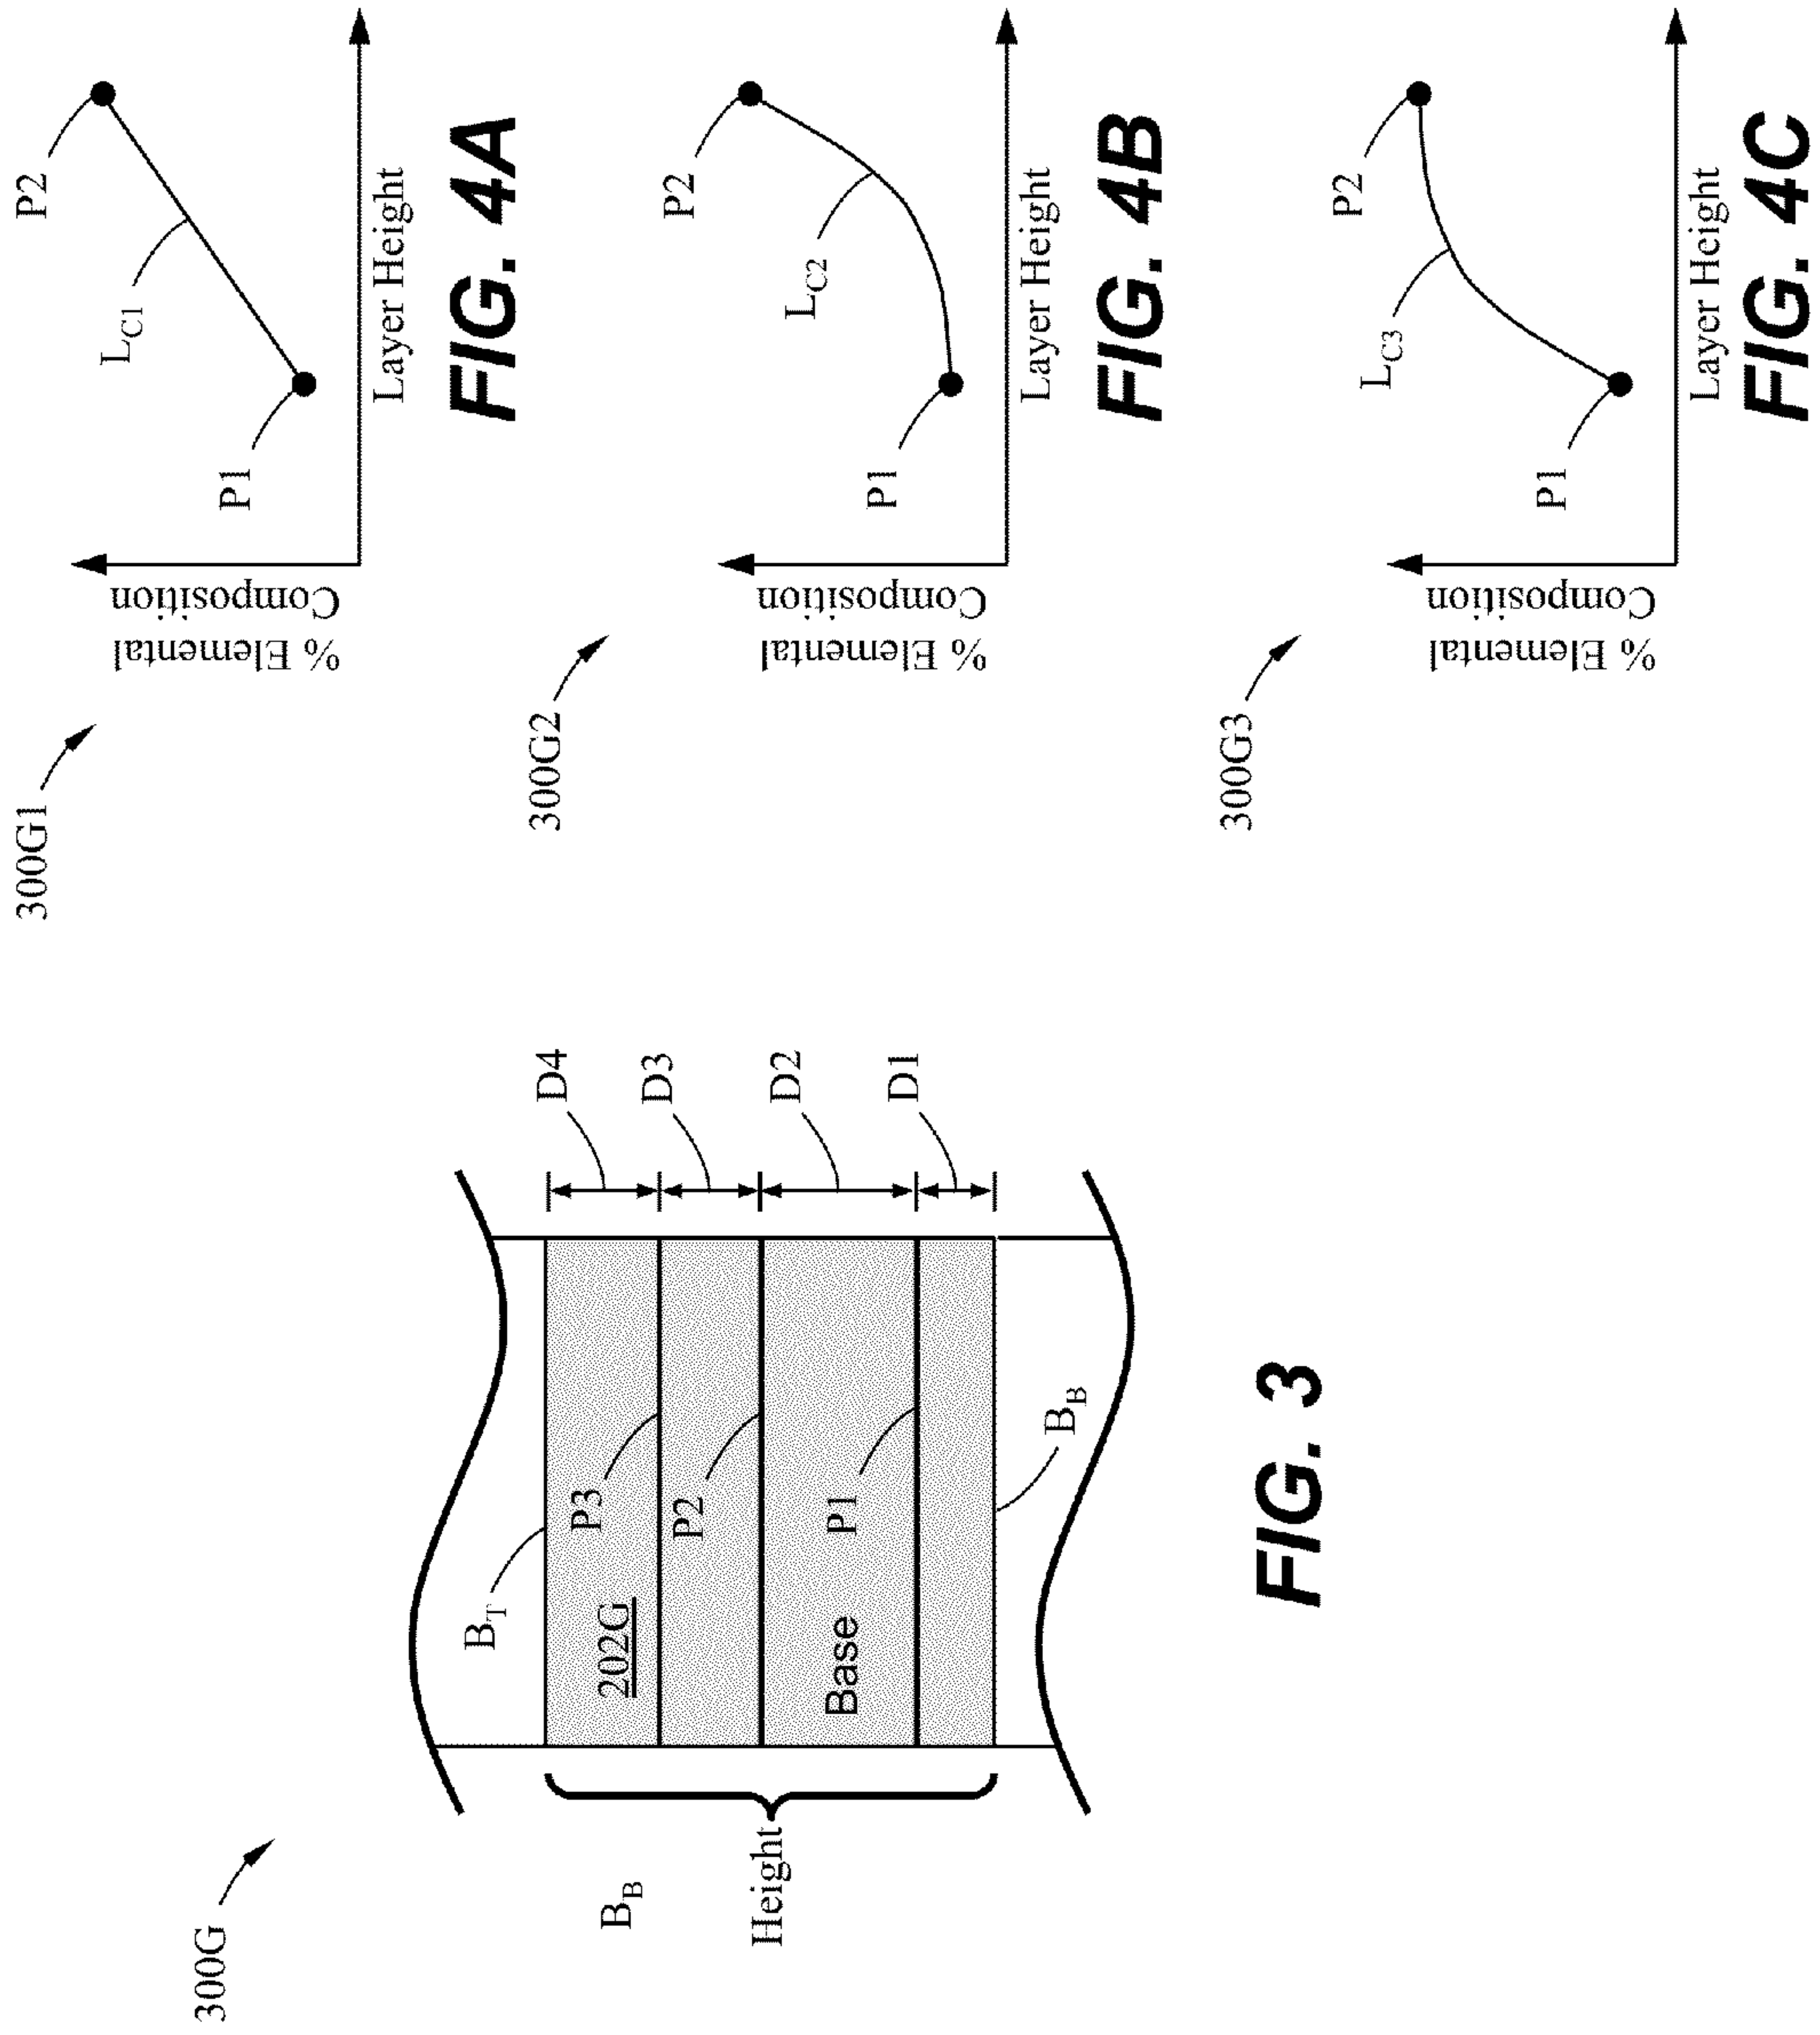 300G
B_B
Height
B_T
202G
P3
P2
Base
P1
B_B
D4
D3
D2
D1
FIG. 3
300G1
% Elemental
Composition
P1
L_C1
P2
Layer Height
FIG. 4A
300G2
% Elemental
Composition
P1
L_C2
P2
Layer Height
FIG. 4B
300G3
% Elemental
Composition
P1
L_C3
P2
Layer Height
FIG. 4C